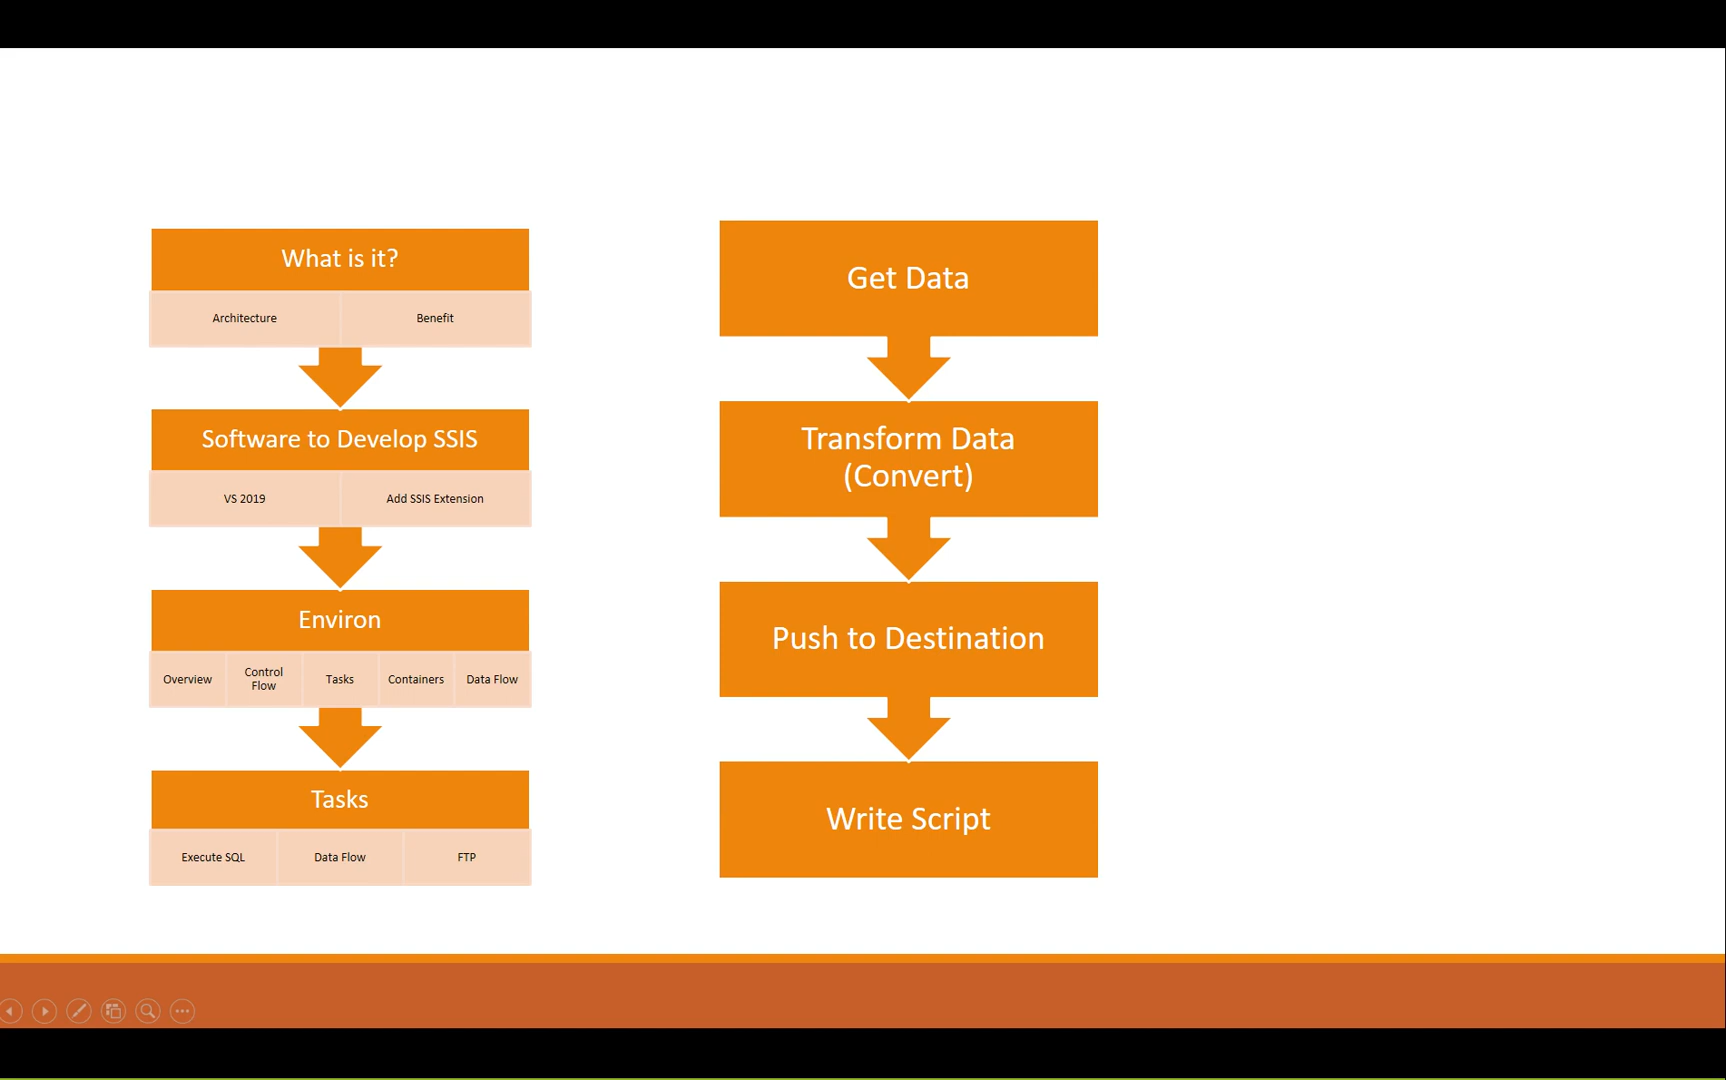 What is it?
Architecture
Benefit
Software to Develop SSIS
VS 2019
Add SSIS Extension
Environ
Overview
Control
Flow
Tasks
Containers
Data Flow
Tasks
Execute SQL
Data Flow
FTP
Get Data
Transform Data
(Convert)
Push to Destination
Write Script